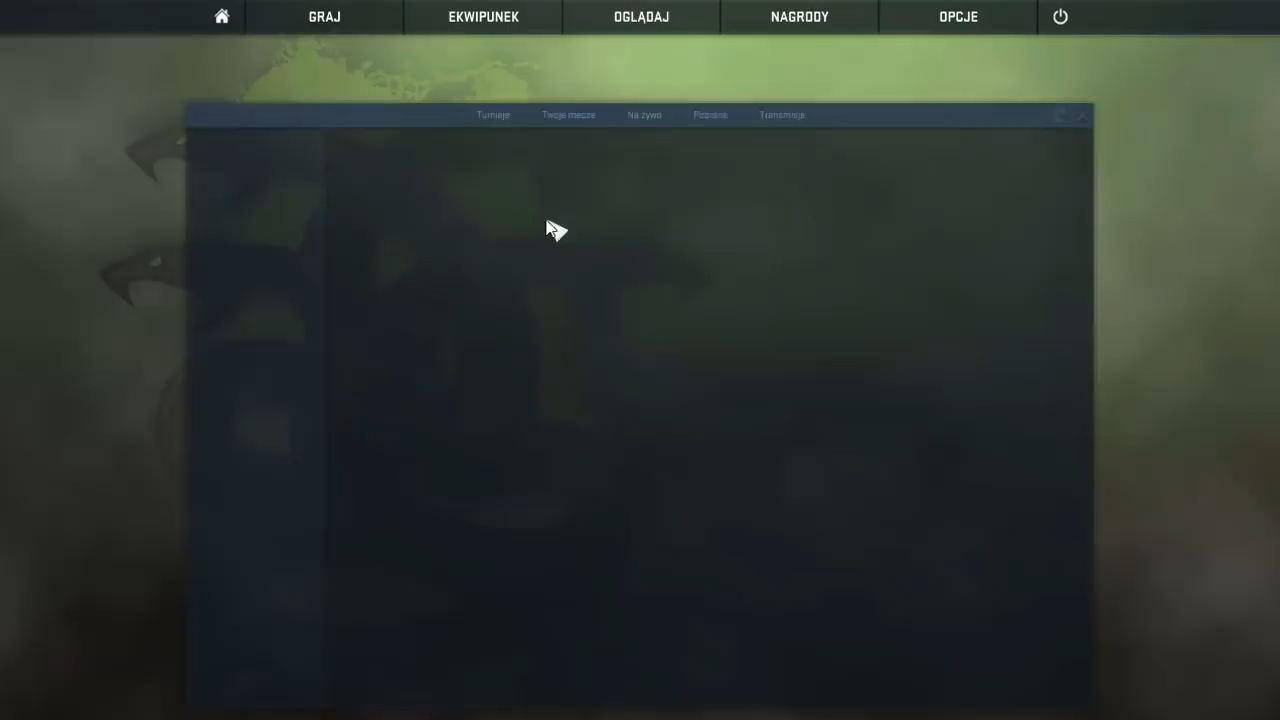 GRAJ EKWIPUNEK OGLĄDAJ NAGRODY OPCJE
Turnieje Twoje mecze Na żywo Pobrane Transmisje